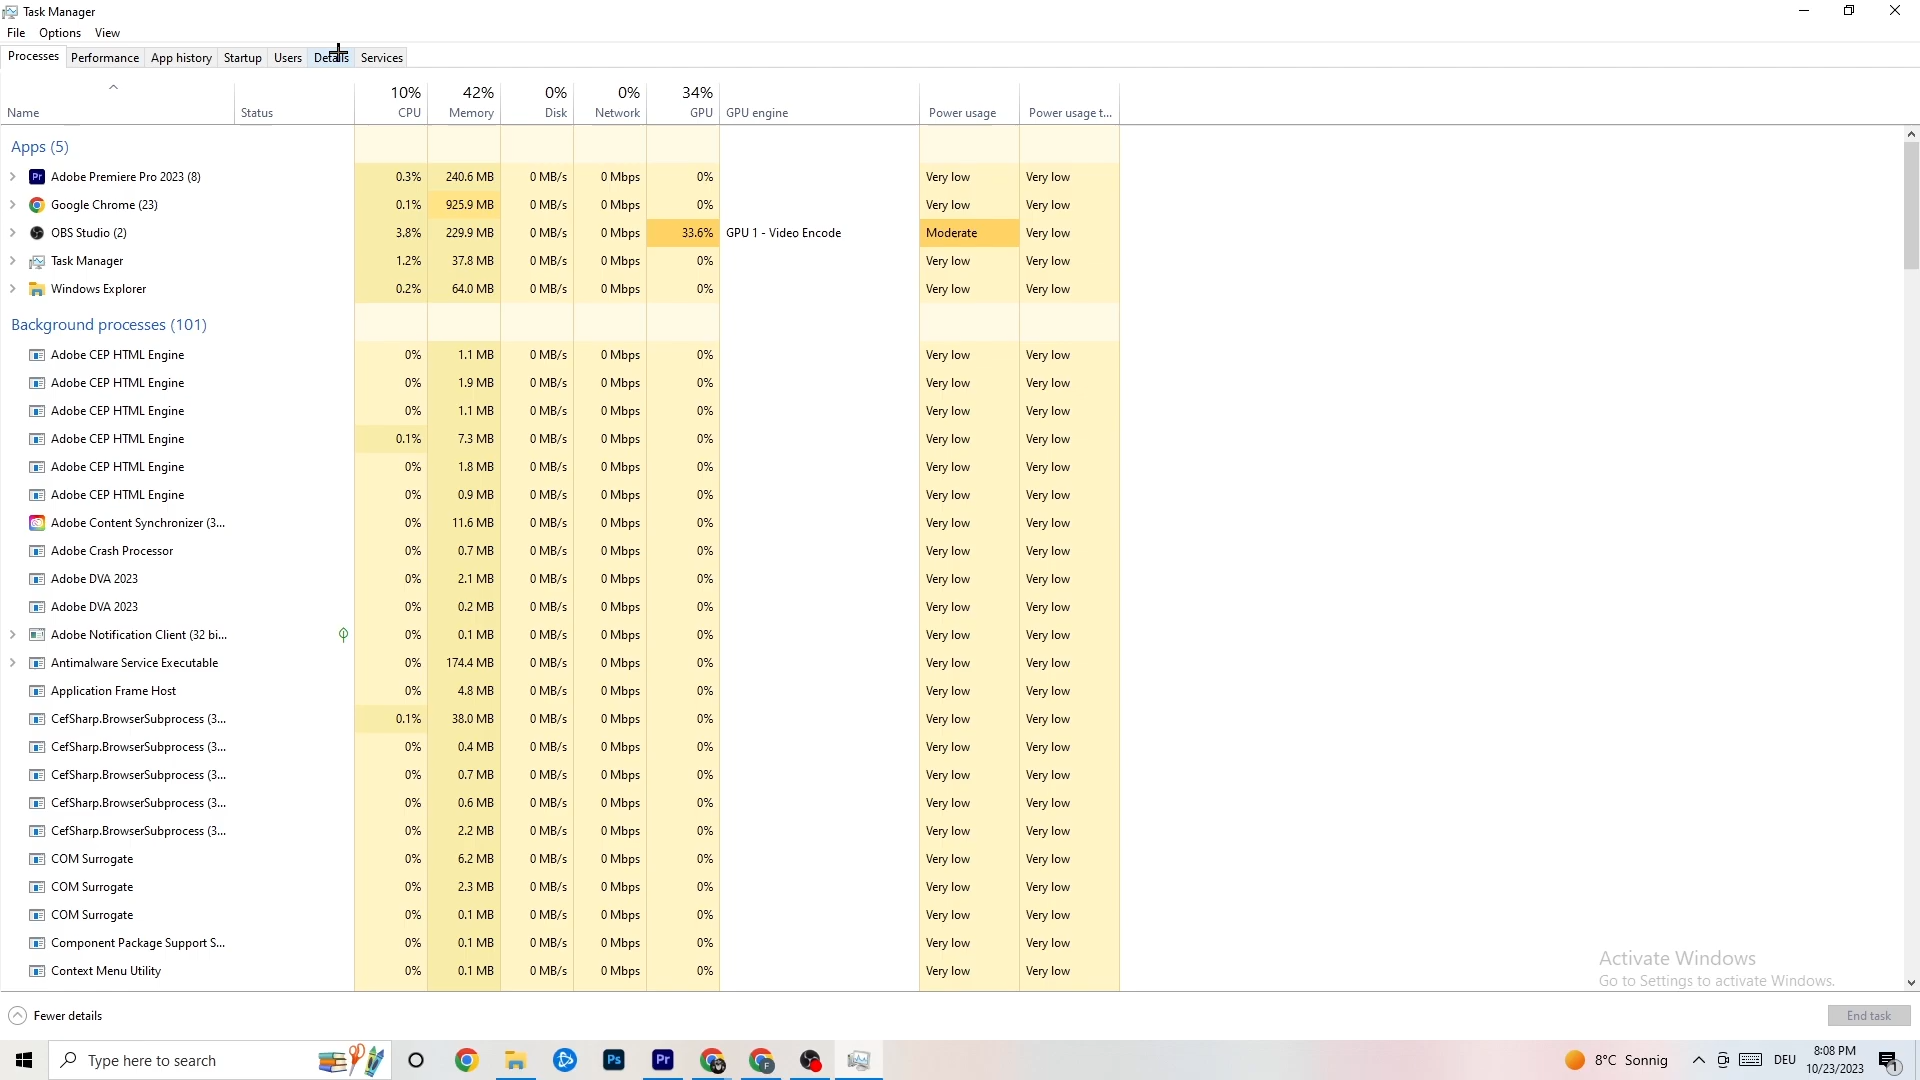 Task Manager
File Options View
Processes Performance App history Startup Users Details Services
10% 42% 0% 0% 34%
Name Status CPU Memory Disk Network GPU GPU engine Power usage Power usage t...
Apps (5)
Adobe Premiere Pro 2023 (8) 0.3% 240.6 MB 0 MB/s 0 Mbps 0% Very low Very low
Google Chrome (23) 0.1% 925.9 MB 0 MB/s 0 Mbps 0% Very low Very low
OBS Studio (2) 3.8% 229.9 MB 0 MB/s 0 Mbps 33.6% GPU 1 - Video Encode Moderate Very low
Task Manager 1.2% 37.8 MB 0 MB/s 0 Mbps 0% Very low Very low
Windows Explorer 0.2% 64.0 MB 0 MB/s 0 Mbps 0% Very low Very low
Background processes (101)
Adobe CEP HTML Engine 0% 1.1 MB 0 MB/s 0 Mbps 0% Very low Very low
Adobe CEP HTML Engine 0% 1.9 MB 0 MB/s 0 Mbps 0% Very low Very low
Adobe CEP HTML Engine 0% 1.1 MB 0 MB/s 0 Mbps 0% Very low Very low
Adobe CEP HTML Engine 0.1% 7.3 MB 0 MB/s 0 Mbps 0% Very low Very low
Adobe CEP HTML Engine 0% 1.8 MB 0 MB/s 0 Mbps 0% Very low Very low
Adobe CEP HTML Engine 0% 0.9 MB 0 MB/s 0 Mbps 0% Very low Very low
Adobe Content Synchronizer (3... 0% 11.6 MB 0 MB/s 0 Mbps 0% Very low Very low
Adobe Crash Processor 0% 0.7 MB 0 MB/s 0 Mbps 0% Very low Very low
Adobe DVA 2023 0% 2.1 MB 0 MB/s 0 Mbps 0% Very low Very low
Adobe DVA 2023 0% 0.2 MB 0 MB/s 0 Mbps 0% Very low Very low
Adobe Notification Client (32 bi... 0% 0.1 MB 0 MB/s 0 Mbps 0% Very low Very low
Antimalware Service Executable 0% 174.4 MB 0 MB/s 0 Mbps 0% Very low Very low
Application Frame Host 0% 4.8 MB 0 MB/s 0 Mbps 0% Very low Very low
CefSharp.BrowserSubprocess (3... 0.1% 38.0 MB 0 MB/s 0 Mbps 0% Very low Very low
CefSharp.BrowserSubprocess (3... 0% 0.4 MB 0 MB/s 0 Mbps 0% Very low Very low
CefSharp.BrowserSubprocess (3... 0% 0.7 MB 0 MB/s 0 Mbps 0% Very low Very low
CefSharp.BrowserSubprocess (3... 0% 0.6 MB 0 MB/s 0 Mbps 0% Very low Very low
CefSharp.BrowserSubprocess (3... 0% 2.2 MB 0 MB/s 0 Mbps 0% Very low Very low
COM Surrogate 0% 6.2 MB 0 MB/s 0 Mbps 0% Very low Very low
COM Surrogate 0% 2.3 MB 0 MB/s 0 Mbps 0% Very low Very low
COM Surrogate 0% 0.1 MB 0 MB/s 0 Mbps 0% Very low Very low
Component Package Support S... 0% 0.1 MB 0 MB/s 0 Mbps 0% Very low Very low
Context Menu Utility 0% 0.1 MB 0 MB/s 0 Mbps 0% Very low Very low
Activate Windows
Go to Settings to activate Windows.
Fewer details End task
Type here to search Ps Pr F 8°C Sonnig DEU 8:08 PM
10/23/2023 1